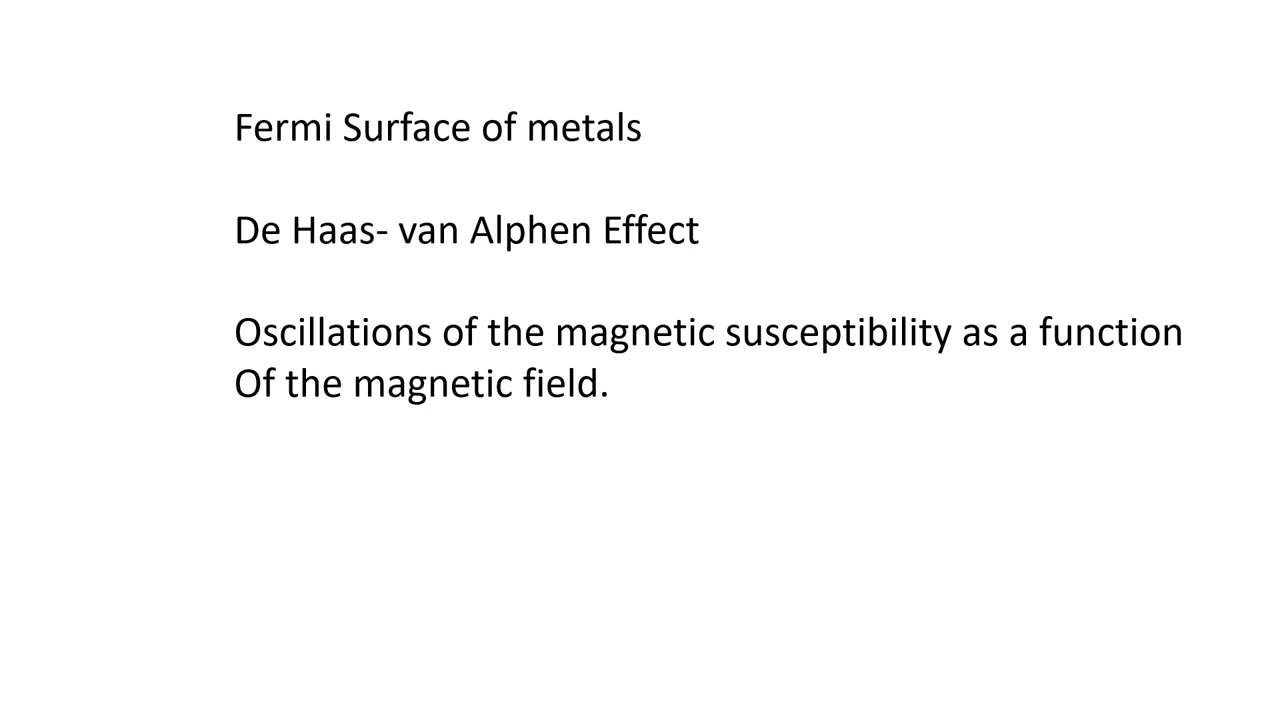 Fermi Surface of metals
De Haas- van Alphen Effect
Oscillations of the magnetic susceptibility as a function
Of the magnetic field.